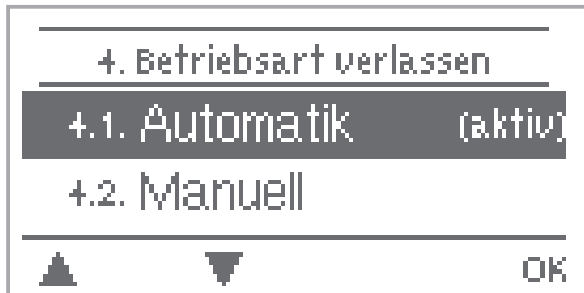 4. Betriebsart verlassen
4.1. Automatik (aktiv)
4.2. Manuell
▲ ▼ OK